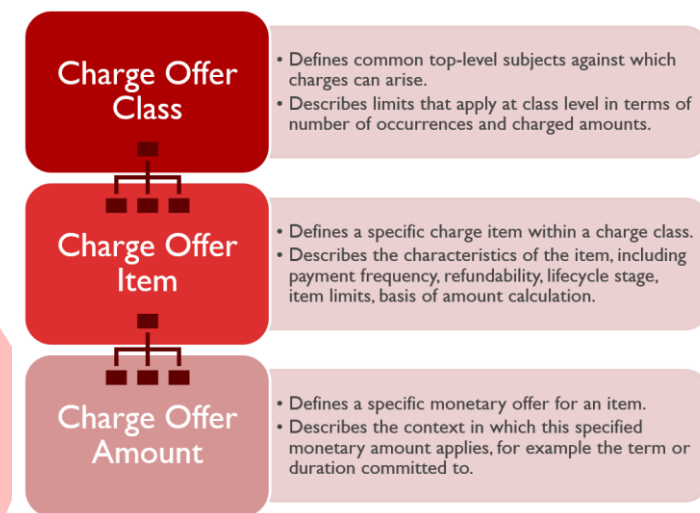 Charge Offer
Class
• Defines common top-level subjects against which
charges can arise.
• Describes limits that apply at class level in terms of
number of occurrences and charged amounts.
Charge Offer
Item
• Defines a specific charge item within a charge class.
• Describes the characteristics of the item, including
payment frequency, refundability, lifecycle stage,
item limits, basis of amount calculation.
Charge Offer
Amount
• Defines a specific monetary offer for an item.
• Describes the context in which this specified
monetary amount applies, for example the term or
duration committed to.